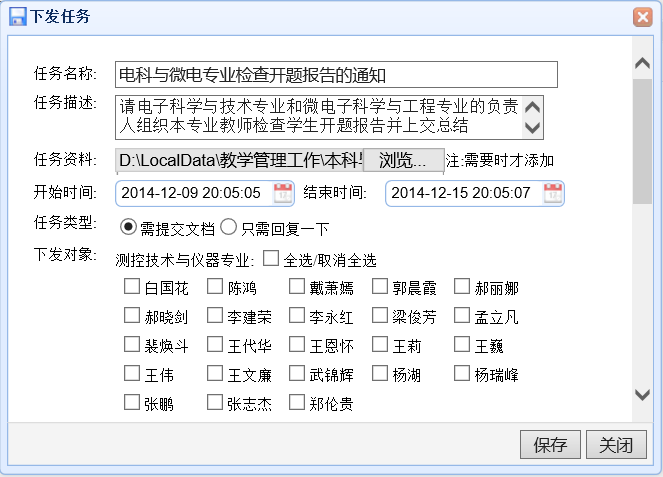 下发任务
任务名称: 电科与微电专业检查开题报告的通知
任务描述: 请电子科学与技术专业和微电子科学与工程专业的负责
人组织本专业教师检查学生开题报告并上交总结
任务资料: D:\LocalData\教学管理工作\本科 浏览... 注:需要时才添加
开始时间: 2014-12-09 20:05:05 结束时间: 2014-12-15 20:05:07
任务类型: 需提交文档 只需回复一下
下发对象: 测控技术与仪器专业: 全选/取消全选
白国花 陈鸿 戴萧嫣 郭晨霞 郝丽娜
郝晓剑 李建荣 李永红 梁俊芳 孟立凡
裴焕斗 王代华 王恩怀 王莉 王巍
王伟 王文廉 武锦辉 杨湖 杨瑞峰
张鹏 张志杰 郑伦贵
保存 关闭